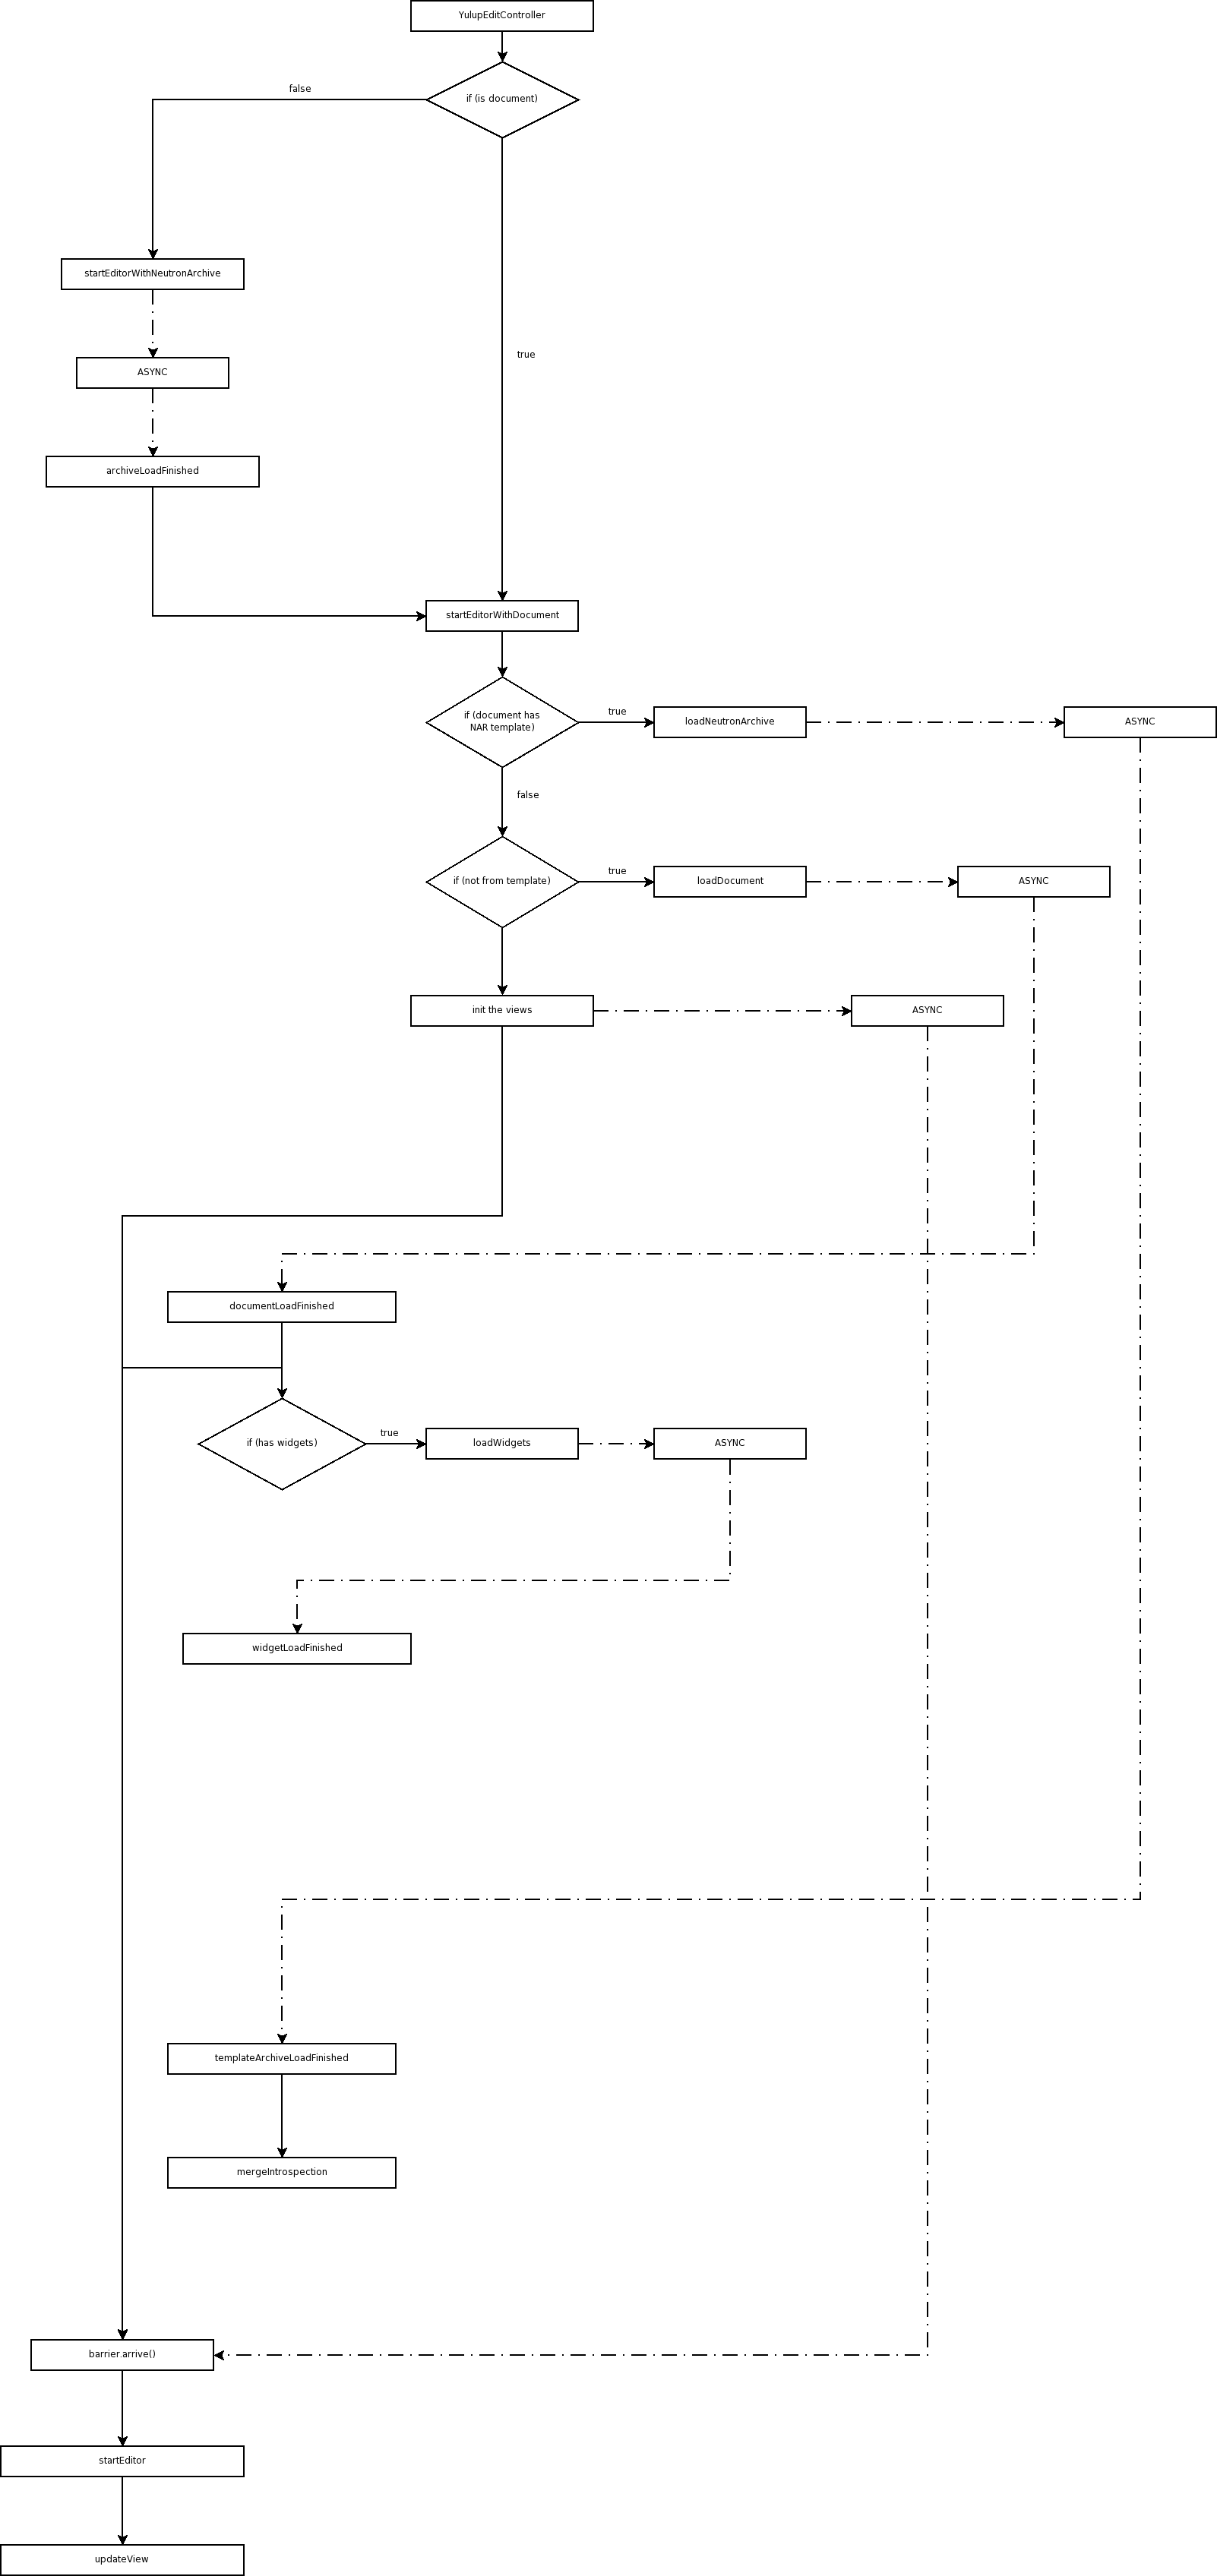 YulupEditController
if (is document)
false
startEditorWithNeutronArchive
true
ASYNC
archiveLoadFinished
startEditorWithDocument
if (document has
NAR template)
true
loadNeutronArchive
ASYNC
false
if (not from template)
true
loadDocument
ASYNC
init the views
ASYNC
documentLoadFinished
if (has widgets)
true
loadWidgets
ASYNC
widgetLoadFinished
templateArchiveLoadFinished
mergeIntrospection
barrier.arrive()
startEditor
updateView